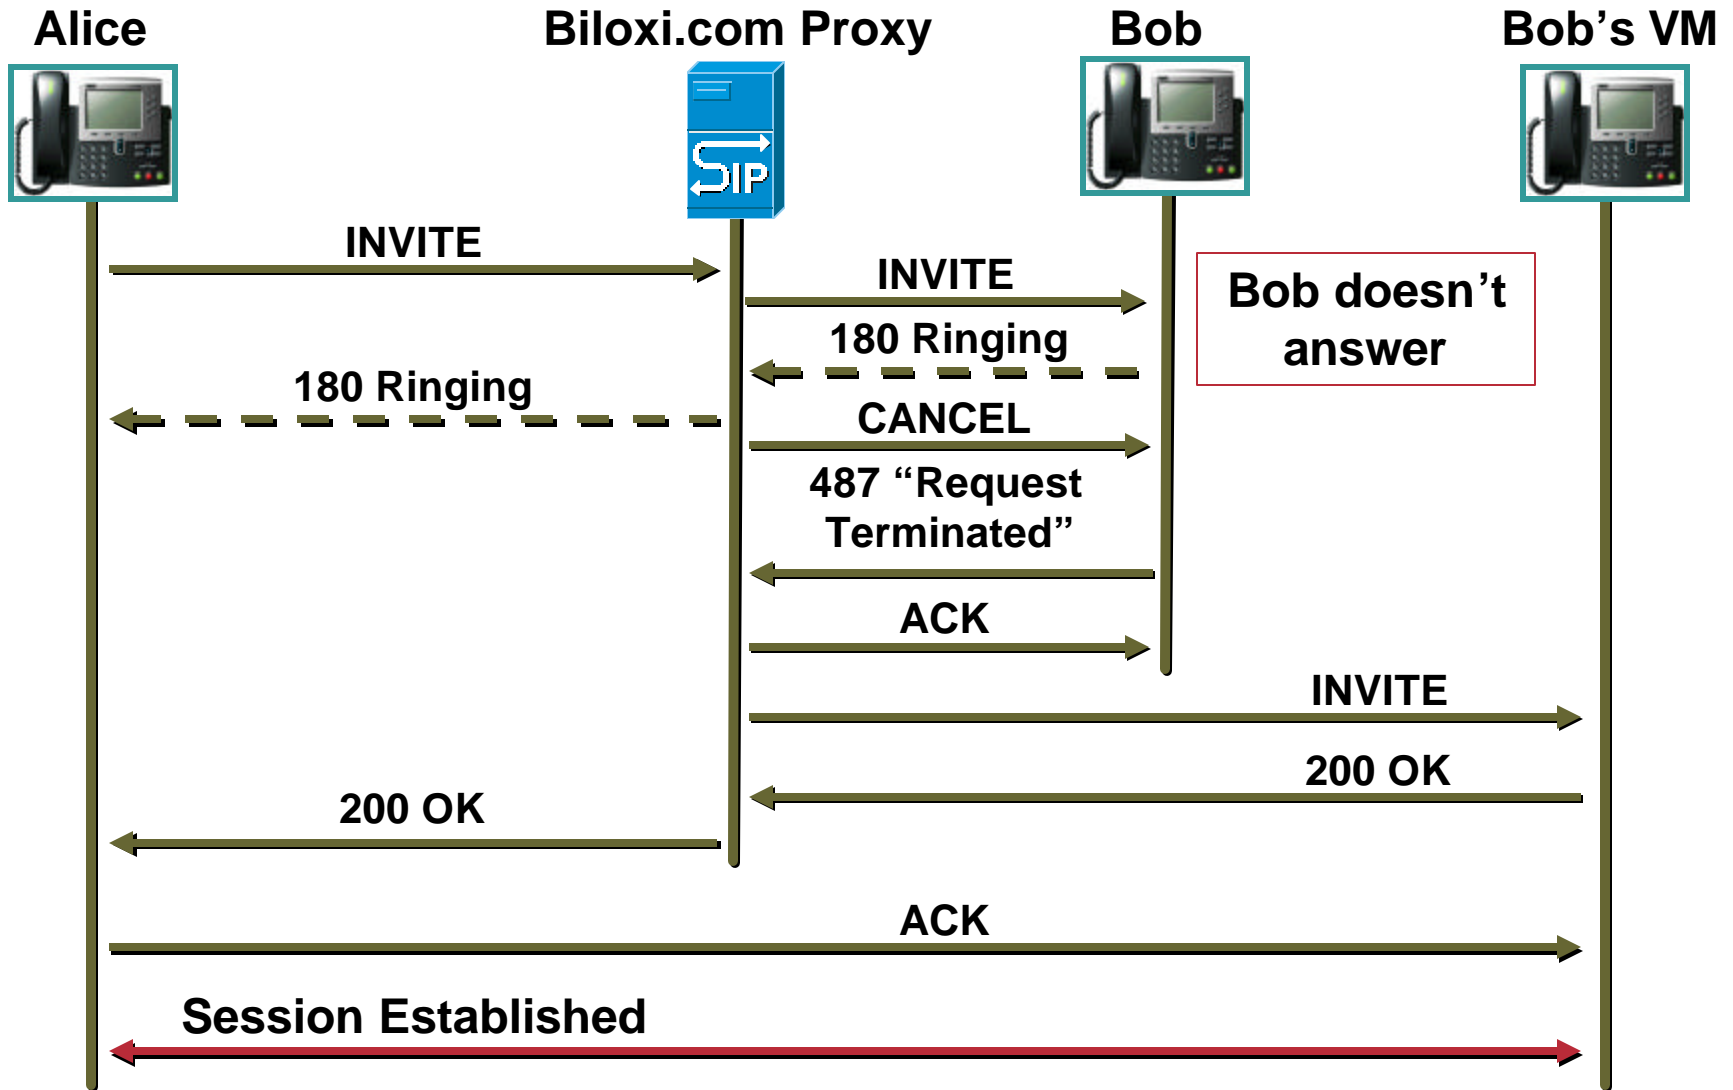 Alice
Biloxi.com Proxy
Bob
Bob’s VM
SIP
INVITE
INVITE
Bob doesn’t
answer
180 Ringing
180 Ringing
CANCEL
487 “Request
Terminated”
ACK
INVITE
200 OK
200 OK
ACK
Session Established